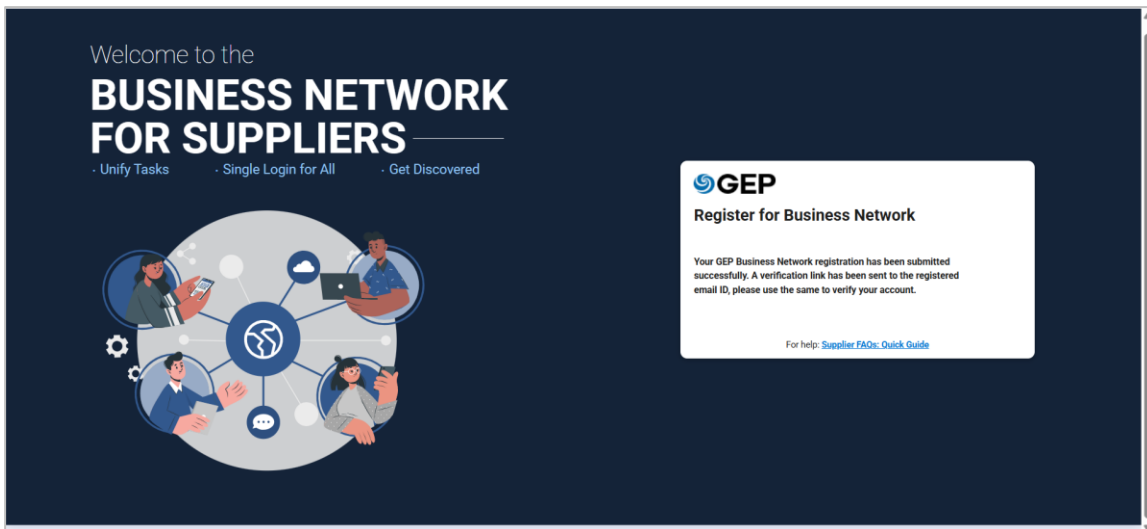 Welcome to the
BUSINESS NETWORK
FOR SUPPLIERS
· Unify Tasks · Single Login for All · Get Discovered
GEP
Register for Business Network
Your GEP Business Network registration has been submitted
successfully. A verification link has been sent to the registered
email ID, please use the same to verify your account.
For help: Supplier FAQs: Quick Guide